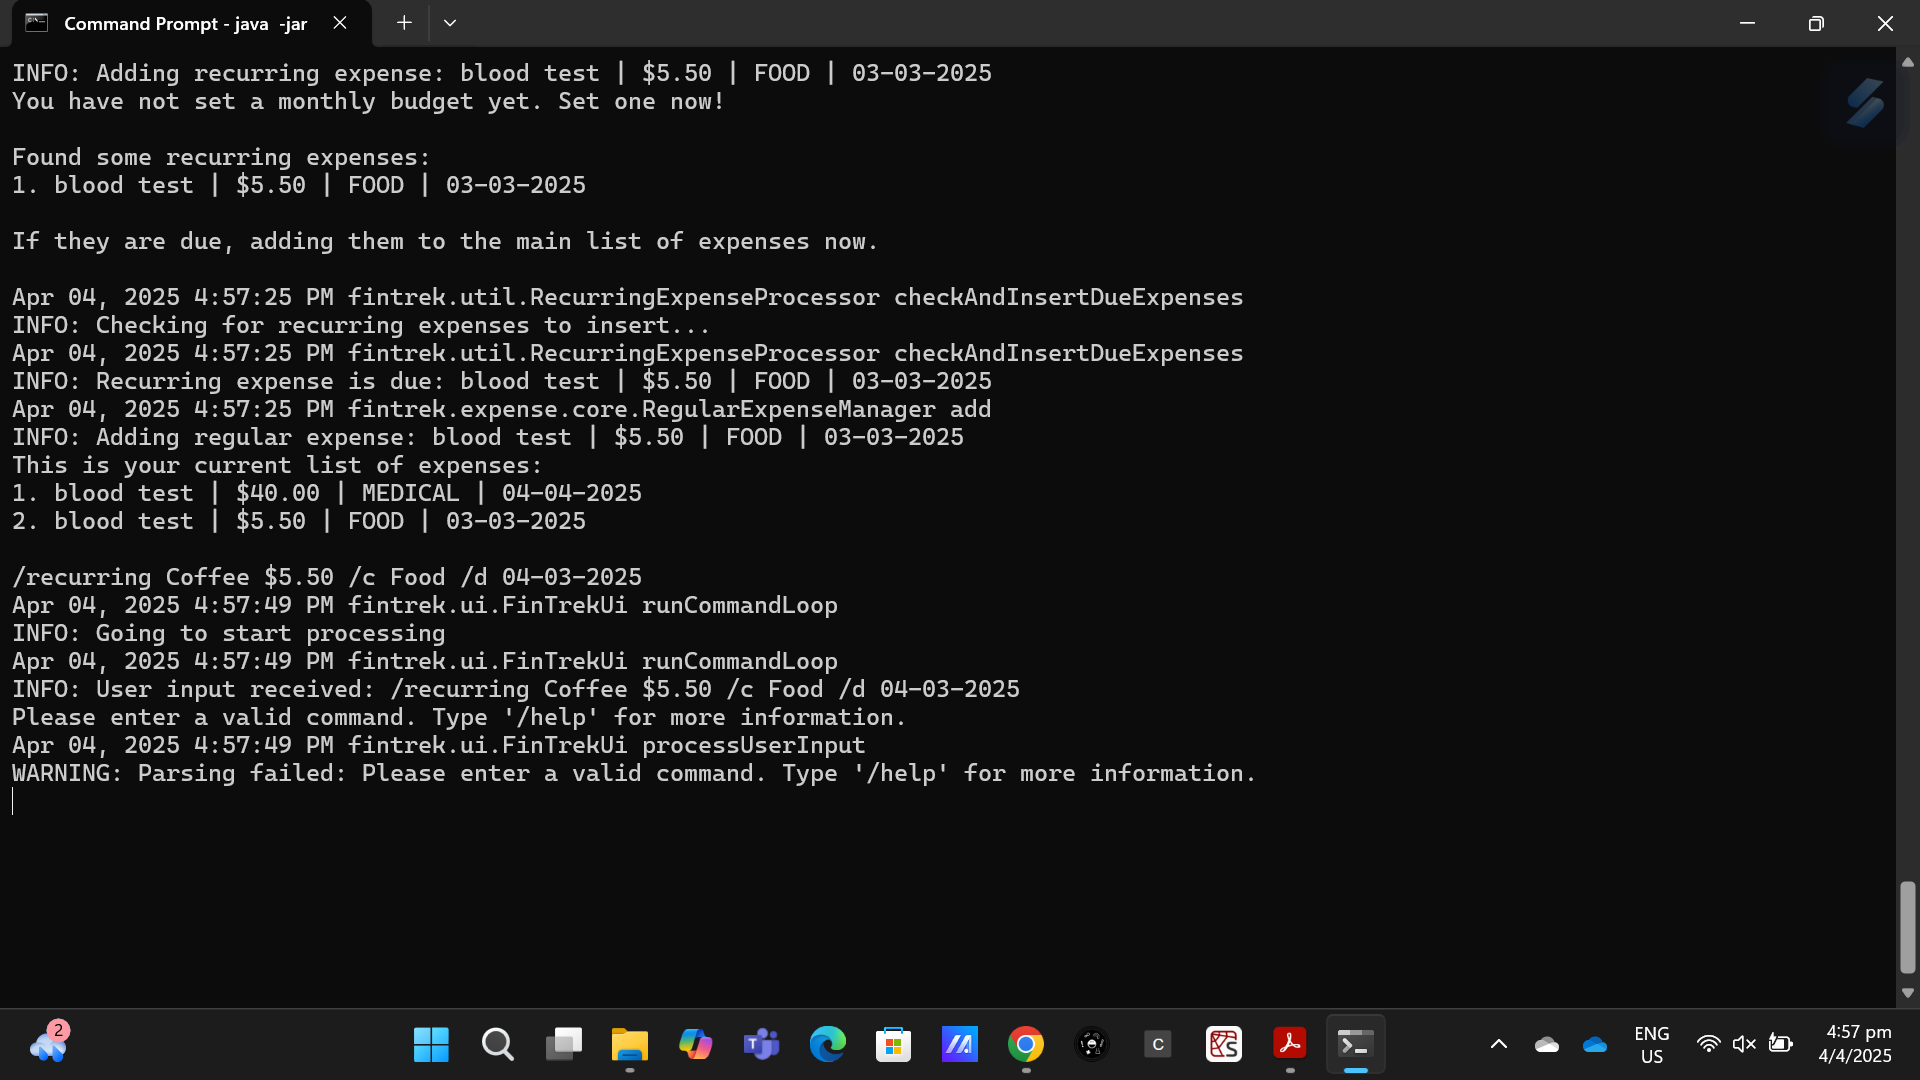 Command Prompt - java  -jar
INFO: Adding recurring expense: blood test | $5.50 | FOOD | 03-03-2025
You have not set a monthly budget yet. Set one now!
Found some recurring expenses:
1. blood test | $5.50 | FOOD | 03-03-2025
If they are due, adding them to the main list of expenses now.
Apr 04, 2025 4:57:25 PM fintrek.util.RecurringExpenseProcessor checkAndInsertDueExpenses
INFO: Checking for recurring expenses to insert...
Apr 04, 2025 4:57:25 PM fintrek.util.RecurringExpenseProcessor checkAndInsertDueExpenses
INFO: Recurring expense is due: blood test | $5.50 | FOOD | 03-03-2025
Apr 04, 2025 4:57:25 PM fintrek.expense.core.RegularExpenseManager add
INFO: Adding regular expense: blood test | $5.50 | FOOD | 03-03-2025
This is your current list of expenses:
1. blood test | $40.00 | MEDICAL | 04-04-2025
2. blood test | $5.50 | FOOD | 03-03-2025
/recurring Coffee $5.50 /c Food /d 04-03-2025
Apr 04, 2025 4:57:49 PM fintrek.ui.FinTrekUi runCommandLoop
INFO: Going to start processing
Apr 04, 2025 4:57:49 PM fintrek.ui.FinTrekUi runCommandLoop
INFO: User input received: /recurring Coffee $5.50 /c Food /d 04-03-2025
Please enter a valid command. Type '/help' for more information.
Apr 04, 2025 4:57:49 PM fintrek.ui.FinTrekUi processUserInput
WARNING: Parsing failed: Please enter a valid command. Type '/help' for more information.
2
C
ENG
US
4:57 pm
4/4/2025